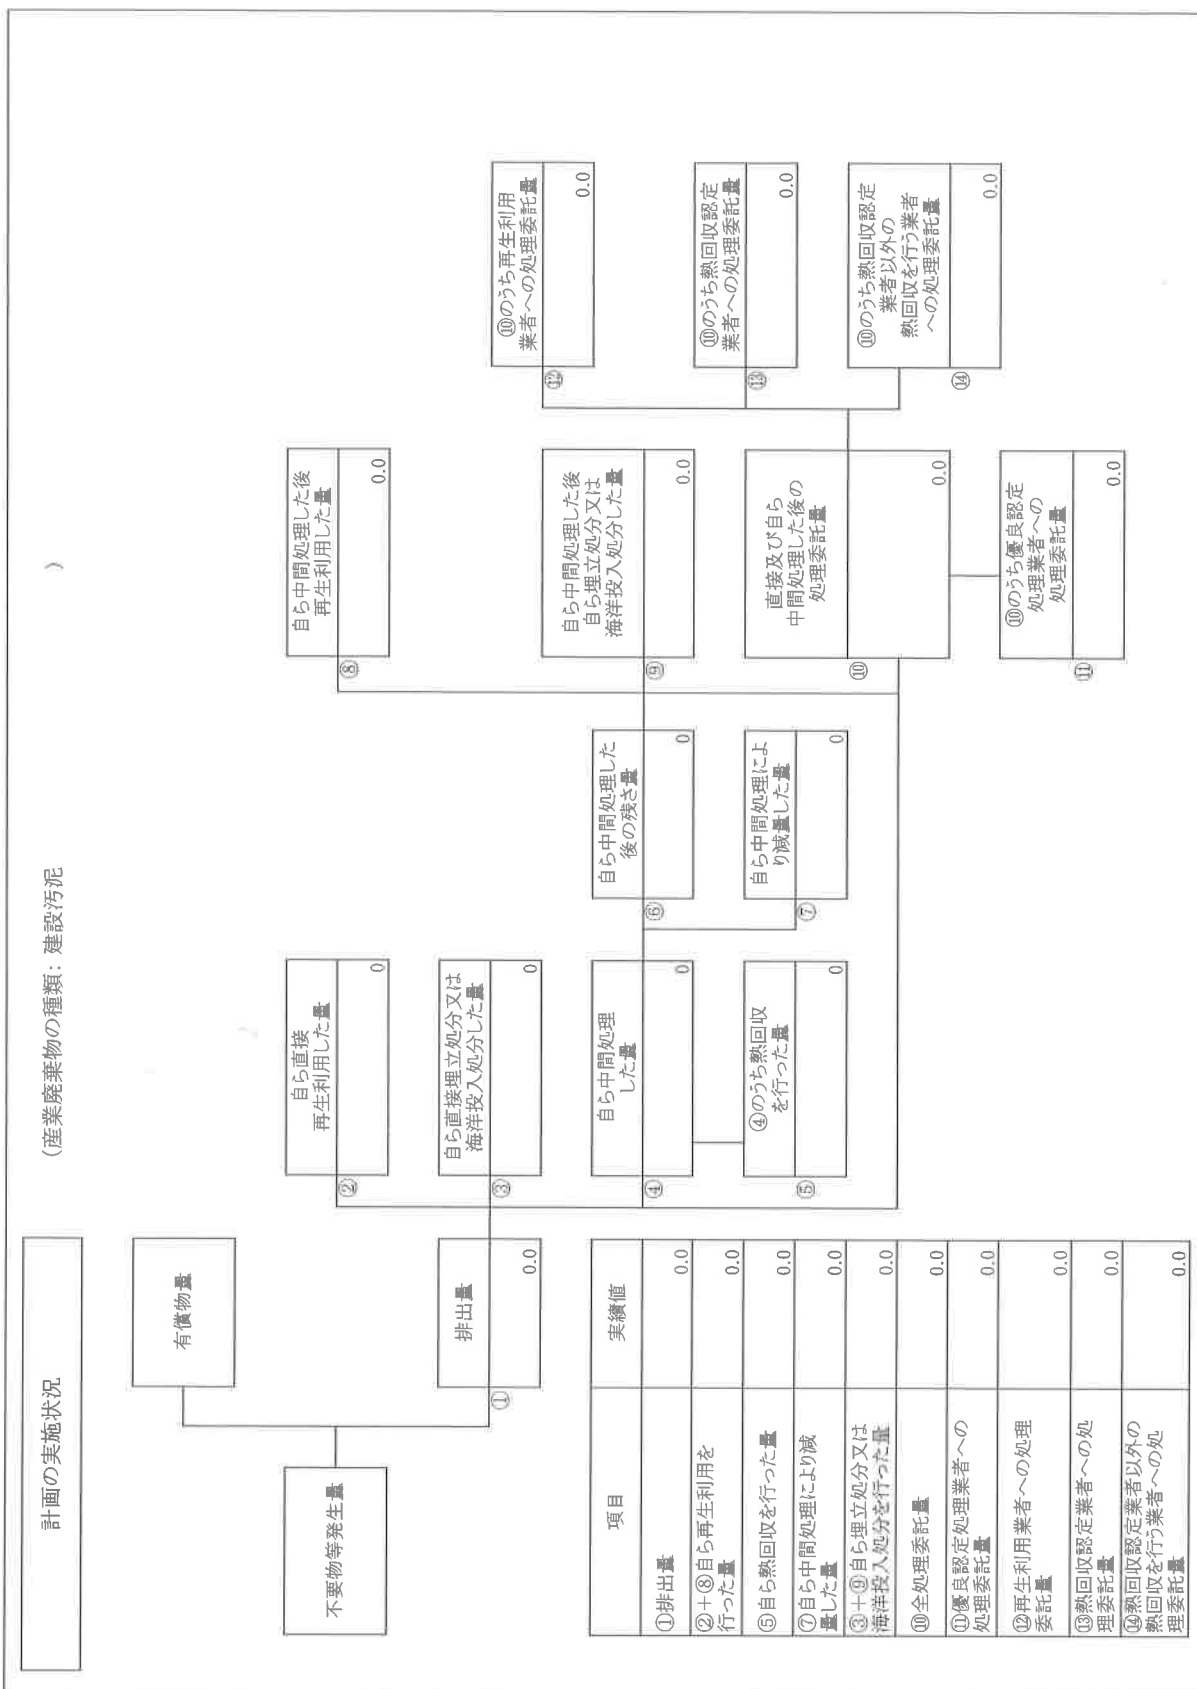 計画の実施状況
(産業廃棄物の種類: 建設汚泥
)
不要物等発生量
有償物量
①
排出量
0.0
②
自ら直接
再生利用した量
0
③
自ら直接埋立処分又は
海洋投入処分した量
0
④
自ら中間処理
した量
0
⑤
④のうち熱回収
を行った量
0
⑥
自ら中間処理した
後の残さ量
0
⑦
自ら中間処理によ
り減量した量
0
⑧
自ら中間処理した後
再生利用した量
0.0
⑨
自ら中間処理した後
自ら埋立処分又は
海洋投入処分した量
0.0
⑩
直接及び自ら
中間処理した後の
処理委託量
0.0
⑪
⑩のうち優良認定
処理業者への
処理委託量
0.0
⑫
⑩のうち再生利用
業者への処理委託量
0.0
⑬
⑩のうち熱回収認定
業者への処理委託量
0.0
⑭
⑩のうち熱回収認定
業者以外の
熱回収を行う業者
への処理委託量
0.0
項目 実績値
①排出量 0.0
②+⑧自ら再生利用を
行った量 0.0
⑤自ら熱回収を行った量 0.0
⑦自ら中間処理により減
量した量 0.0
③+⑨自ら埋立処分又は
海洋投入処分を行った量 0.0
⑩全処理委託量 0.0
⑪優良認定処理業者への
処理委託量 0.0
⑫再生利用業者への処理
委託量 0.0
⑬熱回収認定業者への処
理委託量 0.0
⑭熱回収認定業者以外の
熱回収を行う業者への処
理委託量 0.0